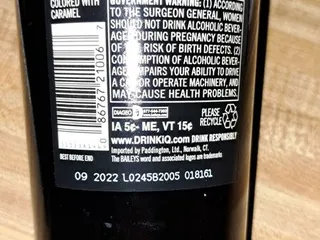 COLORED WITH
CARAMEL
GOVERNMENT WARNING: (1) ACCORDING
TO THE SURGEON GENERAL, WOMEN
SHOULD NOT DRINK ALCOHOLIC BEVER-
AGES DURING PREGNANCY BECAUSE
OF THE RISK OF BIRTH DEFECTS. (2)
CONSUMPTION OF ALCOHOLIC BEVER-
AGES IMPAIRS YOUR ABILITY TO DRIVE
A CAR OR OPERATE MACHINERY, AND
MAY CAUSE HEALTH PROBLEMS.
86767 21006 7
DIAGEO
PLEASE
RECYCLE
IA 5¢- ME, VT 15¢
www.DRINKiQ.com DRINK RESPONSIBLY
Imported by Paddington, Ltd., Norwalk, CT.
The BAILEYS word and associated logos are trademarks
BEST BEFORE END
09 2022 L0245B2005 018161